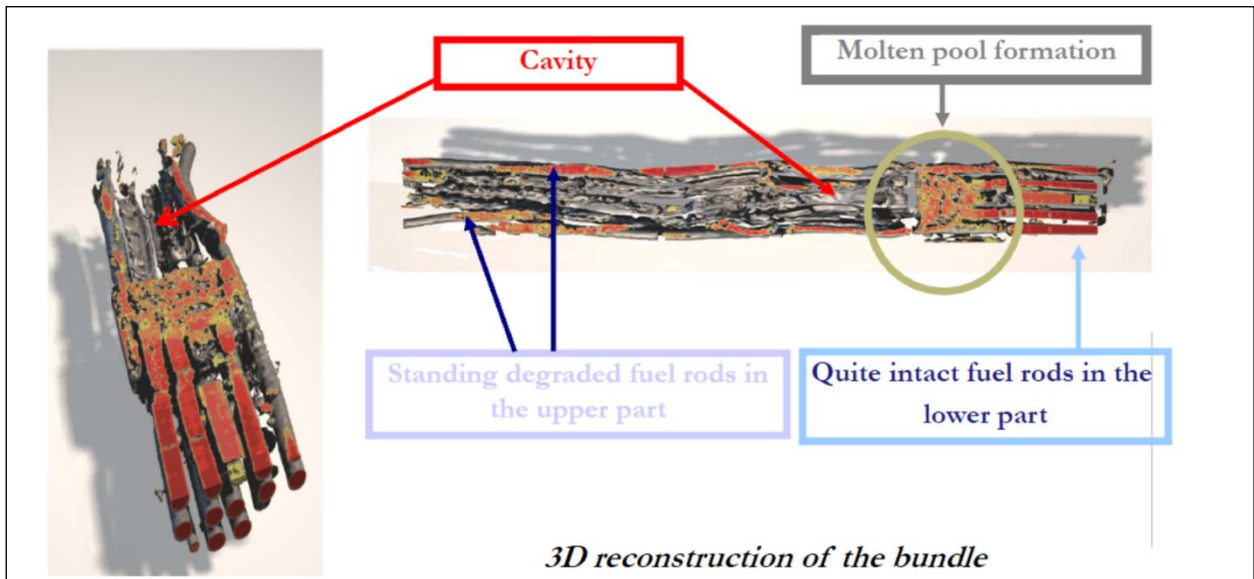 Cavity
Molten pool formation
Standing degraded fuel rods in
the upper part
Quite intact fuel rods in the
lower part
3D reconstruction of the bundle